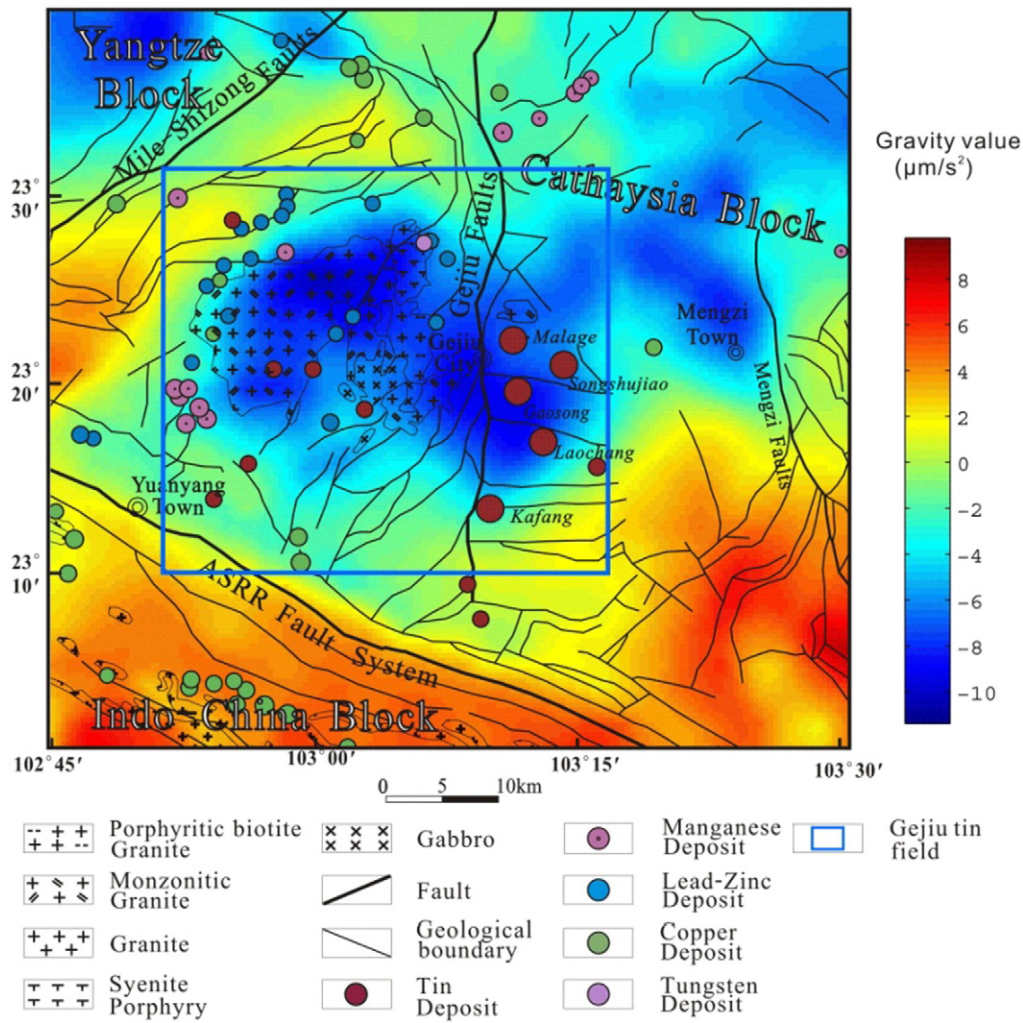 Yangtze
Block
Mile-Shizong Faults
Cathaysia Block
Gejiu Faults
Gejiu
City
Malage
Songshujiao
Gaosong
Laochang
Kafang
Mengzi
Town
Mengzi Faults
Yuanyang
Town
ASRR Fault System
Indo-China Block
23°
30′
23°
20′
23°
10′
102°45′
103°00′
103°15′
103°30′
0 5 10km
Gravity value
(μm/s²)
8
6
4
2
0
−2
−4
−6
−8
−10
Porphyritic biotite
Granite
Monzonitic
Granite
Granite
Syenite
Porphyry
Gabbro
Fault
Geological
boundary
Tin
Deposit
Manganese
Deposit
Lead-Zinc
Deposit
Copper
Deposit
Tungsten
Deposit
Gejiu tin
field